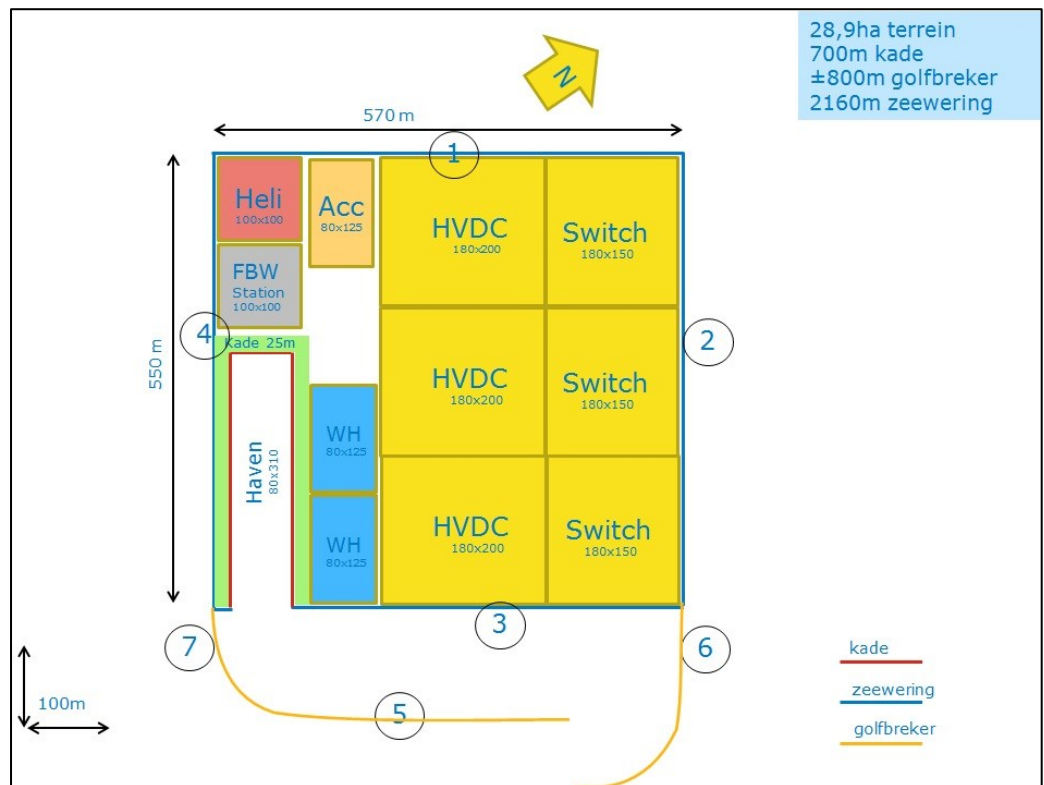 28,9ha terrein
700m kade
±800m golfbreker
2160m zeewering
N
570 m
1
Heli
100x100
Acc
80x125
HVDC
180x200
Switch
180x150
FBW
Station
100x100
4
Kade 25m
2
550 m
HVDC
180x200
Switch
180x150
WH
80x125
Haven
80x310
HVDC
180x200
Switch
180x150
WH
80x125
3
7
6
5
100m
kade
zeewering
golfbreker